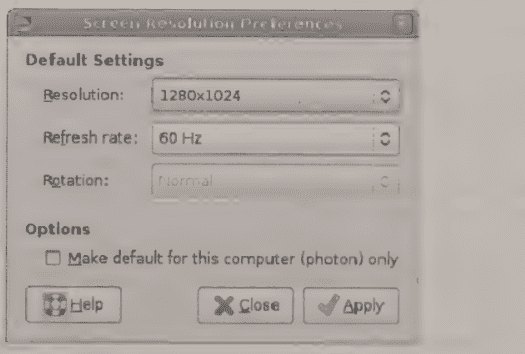 Screen Resolution Preferences
Default Settings
Resolution: 1280x1024
Refresh rate: 60 Hz
Rotation: Normal
Options
Make default for this computer (photon) only
Help Close Apply